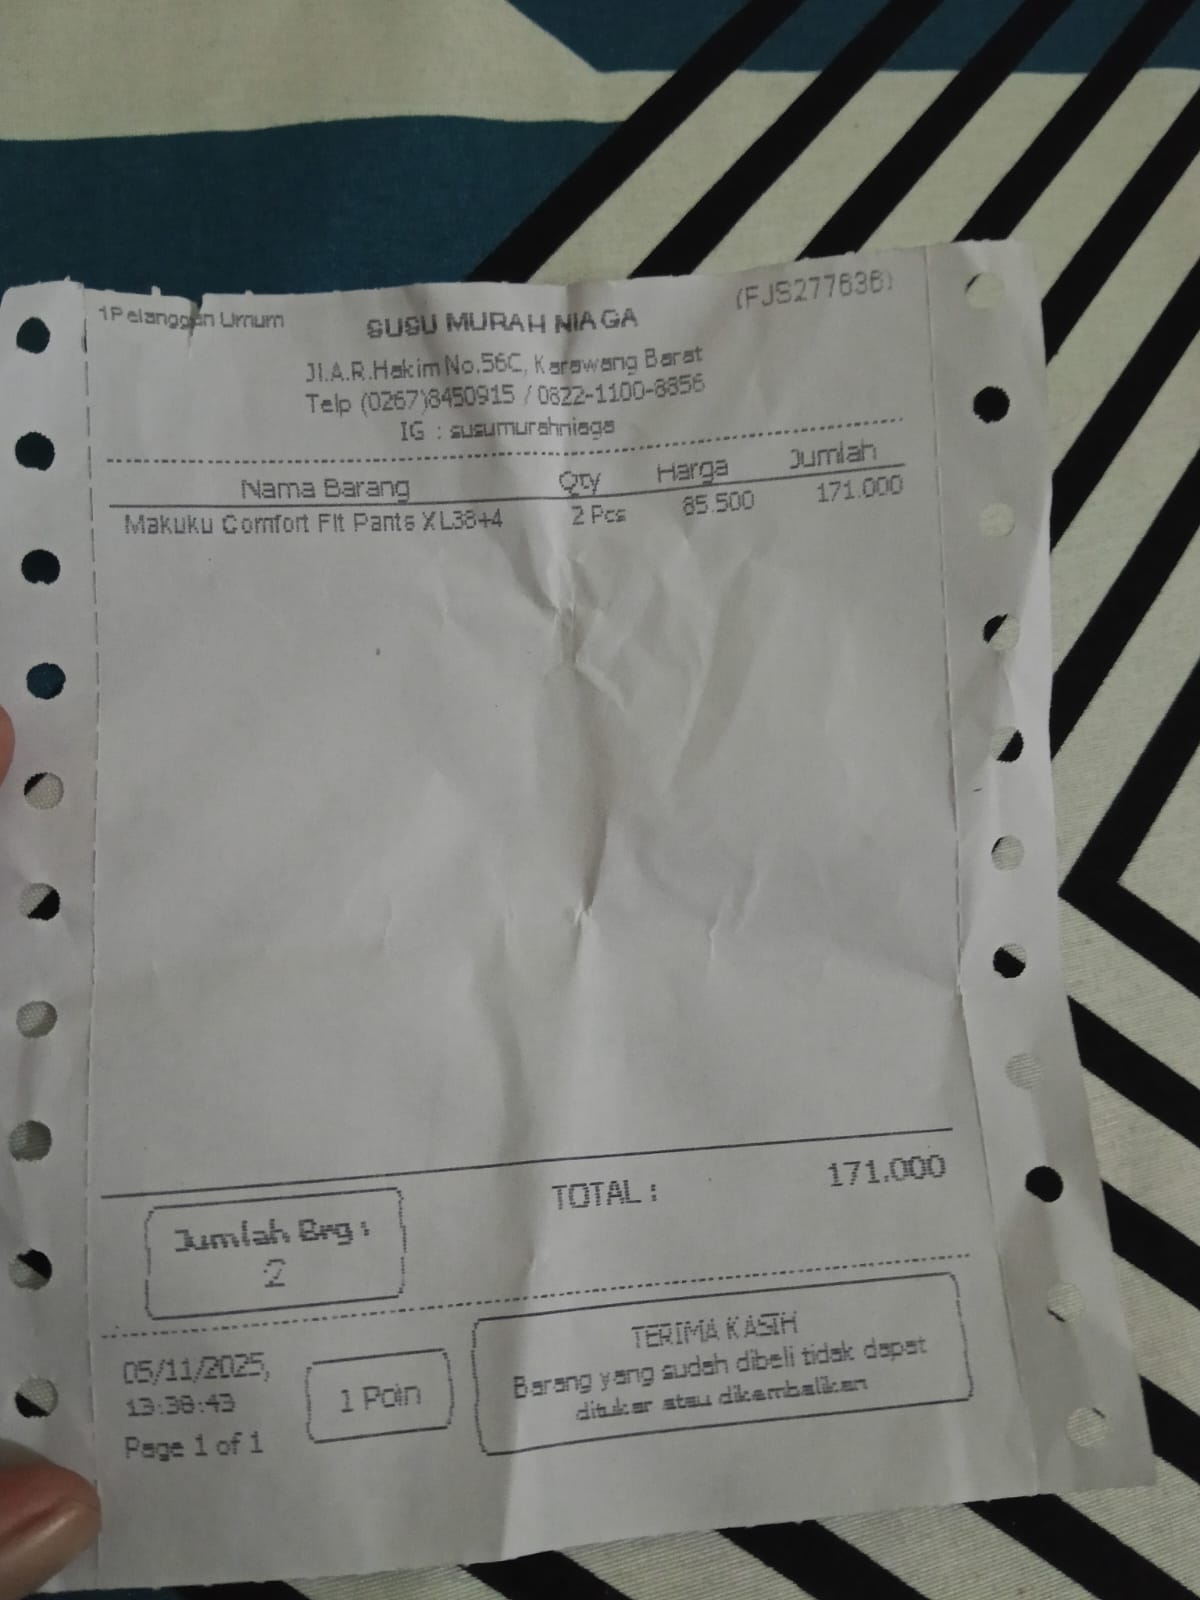 1 Pelanggan Umum
(FJS277636)
SUSU MURAH NIAGA
Jl.A.R.Hakim No.56C, Karawang Barat
Telp (0267)8450915 / 0822-1100-8856
IG : susumurahniaga
Nama Barang Qty Harga Jumlah
Makuku Comfort Fit Pants XL38+4 2 Pcs 85.500 171.000
TOTAL : 171.000
Jumlah Brg :
2
05/11/2025,
13:38:43
Page 1 of 1
1 Poin
TERIMA KASIH
Barang yang sudah dibeli tidak dapat
ditukar atau dikembalikan